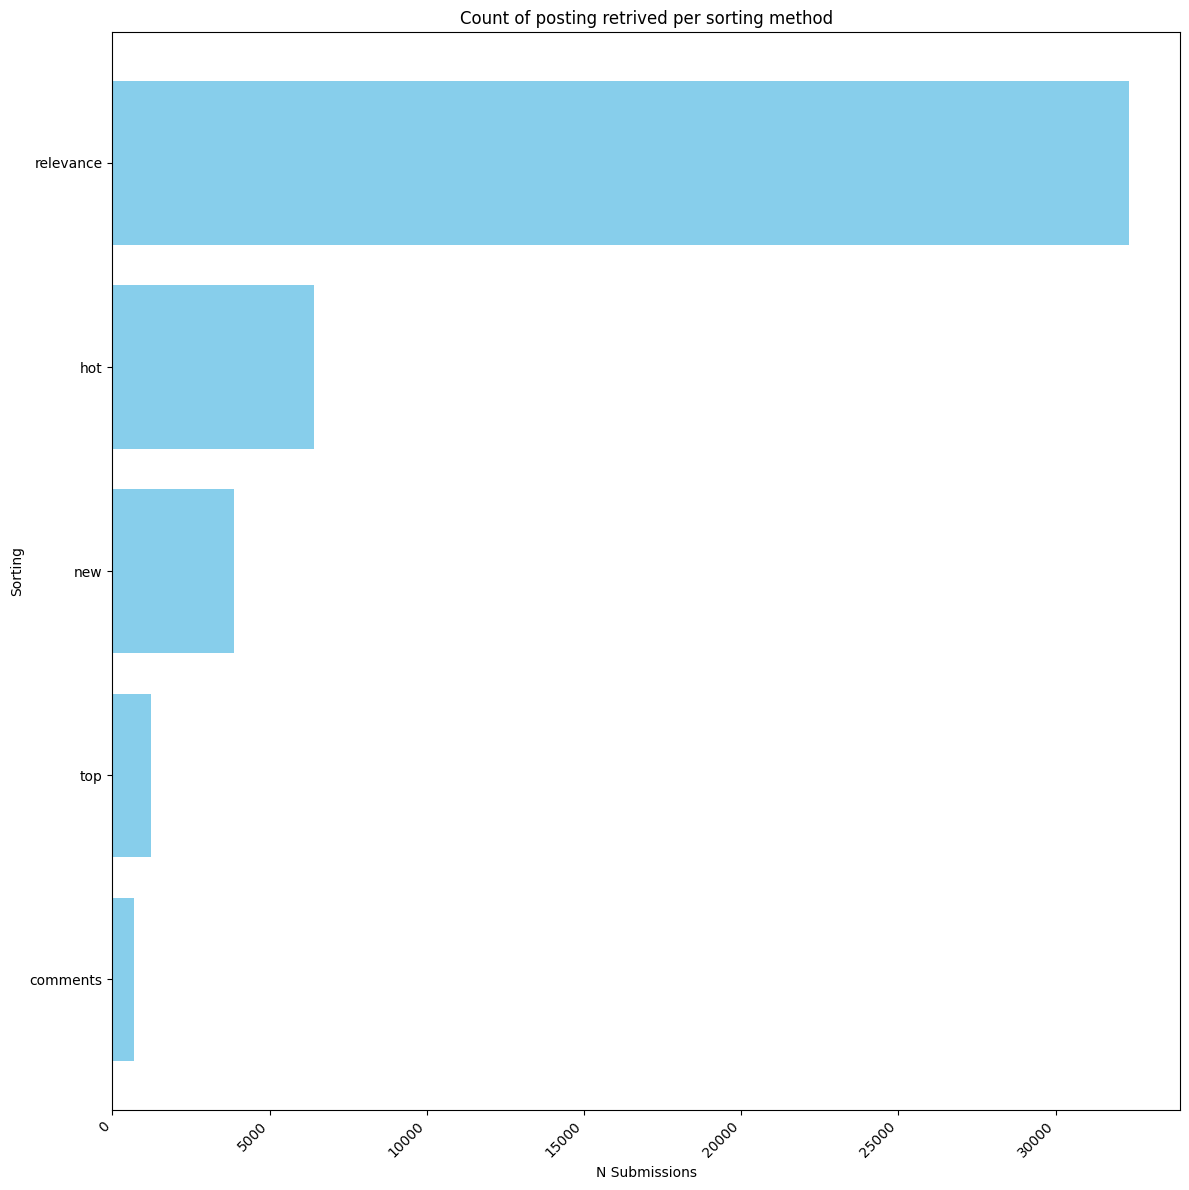 Count of posting retrived per sorting method
relevance
hot
new
top
comments
Sorting
0
5000
10000
15000
20000
25000
30000
N Submissions